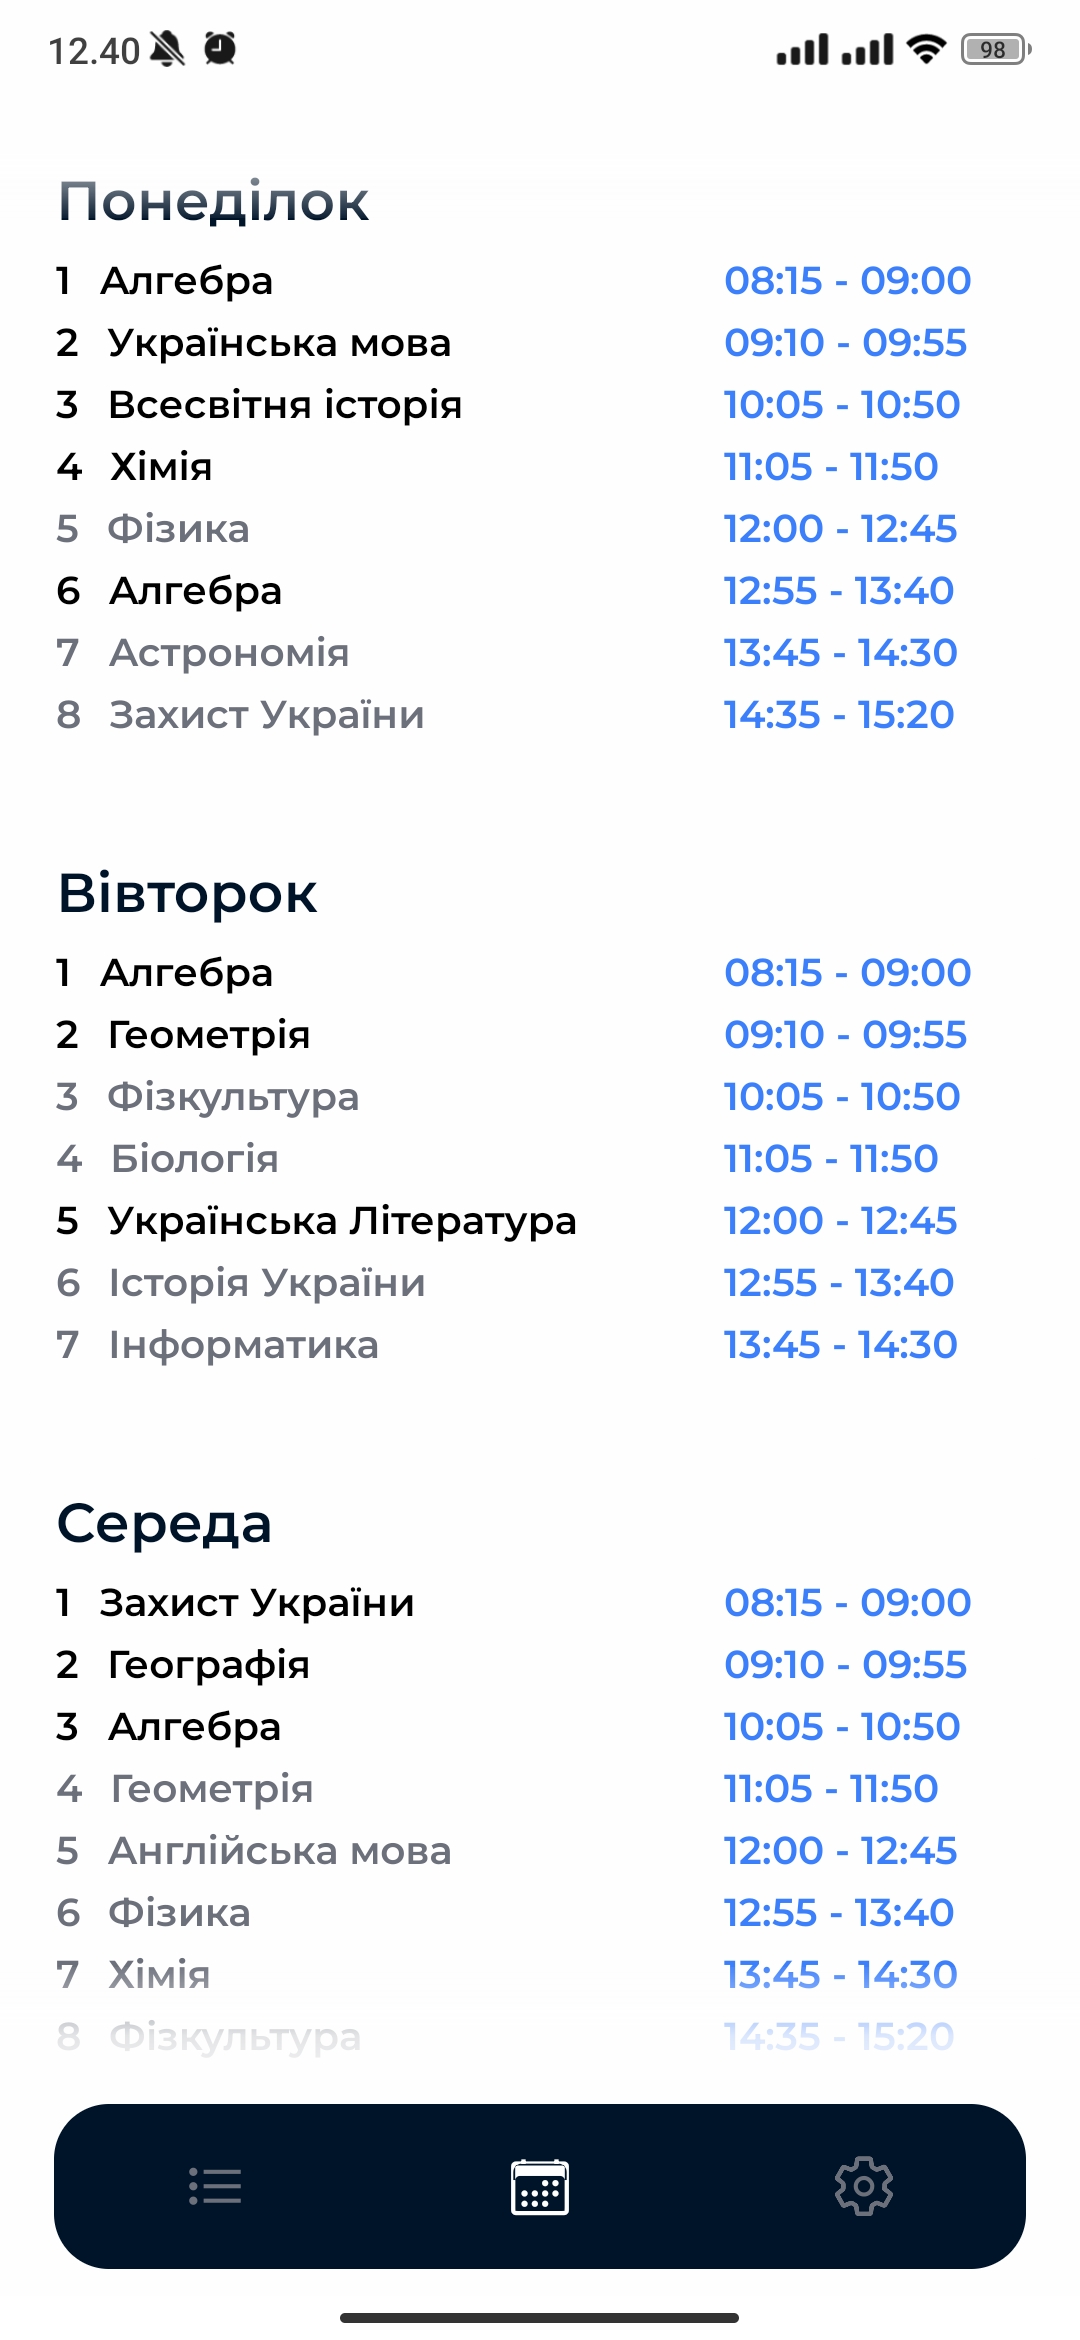 12.40 98
Понеділок
1 Алгебра 08:15 - 09:00
2 Українська мова 09:10 - 09:55
3 Всесвітня історія 10:05 - 10:50
4 Хімія 11:05 - 11:50
5 Фізика 12:00 - 12:45
6 Алгебра 12:55 - 13:40
7 Астрономія 13:45 - 14:30
8 Захист України 14:35 - 15:20
Вівторок
1 Алгебра 08:15 - 09:00
2 Геометрія 09:10 - 09:55
3 Фізкультура 10:05 - 10:50
4 Біологія 11:05 - 11:50
5 Українська Література 12:00 - 12:45
6 Історія України 12:55 - 13:40
7 Інформатика 13:45 - 14:30
Середа
1 Захист України 08:15 - 09:00
2 Географія 09:10 - 09:55
3 Алгебра 10:05 - 10:50
4 Геометрія 11:05 - 11:50
5 Англійська мова 12:00 - 12:45
6 Фізика 12:55 - 13:40
7 Хімія 13:45 - 14:30
8 Фізкультура 14:35 - 15:20